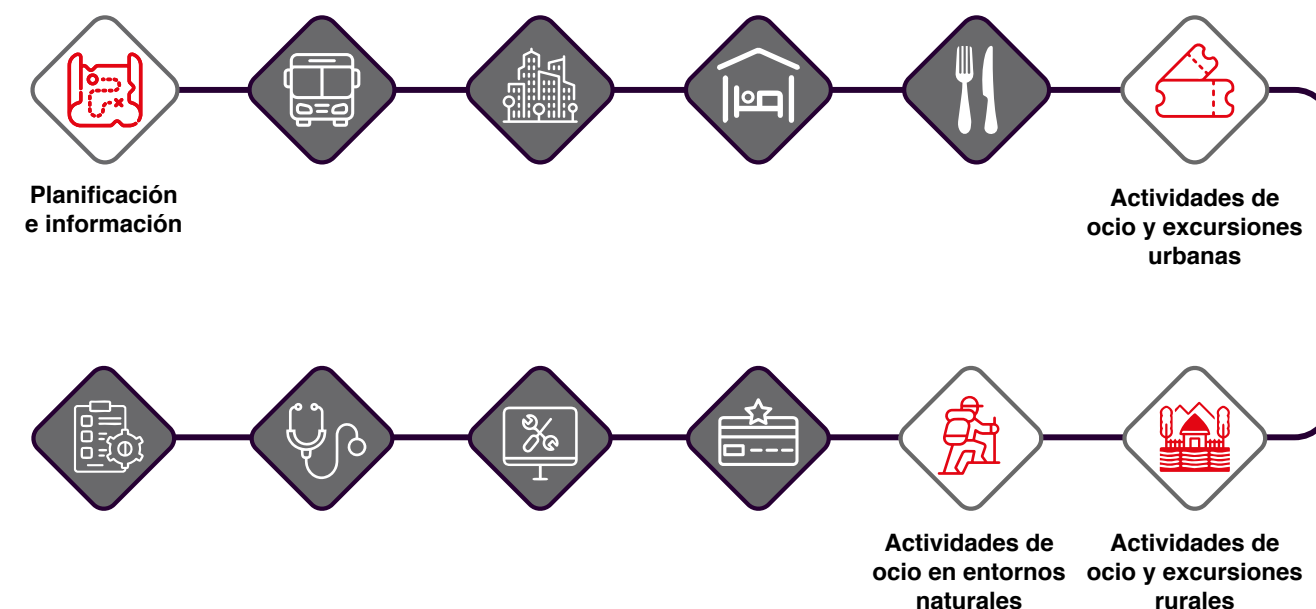 Planificación
e información
Actividades de
ocio y excursiones
urbanas
Actividades de
ocio en entornos
naturales
Actividades de
ocio y excursiones
rurales